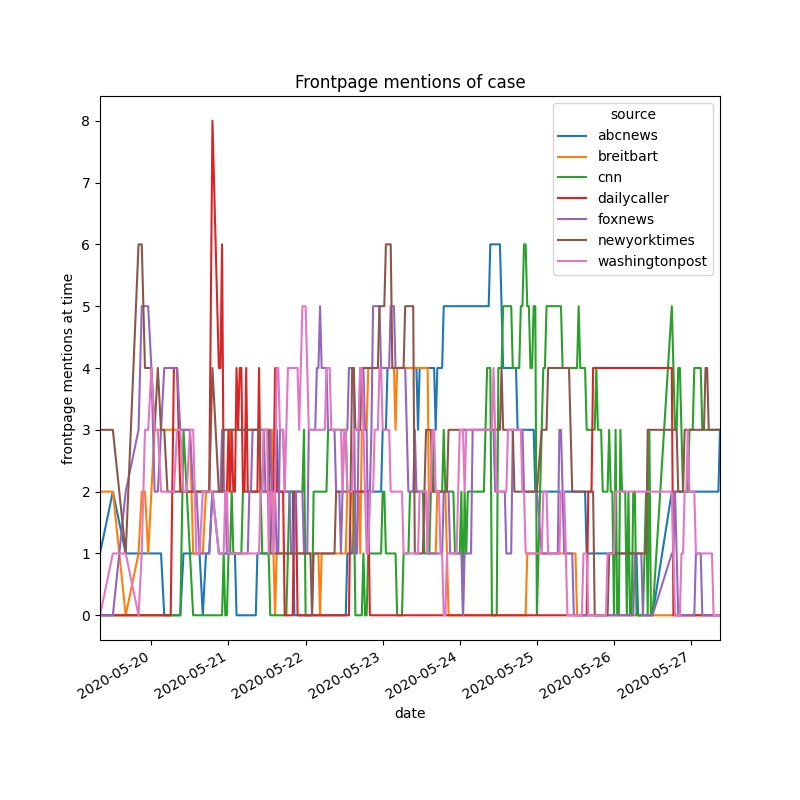 Frontpage mentions of case
source
abcnews
breitbart
cnn
dailycaller
foxnews
newyorktimes
washingtonpost
frontpage mentions at time
8
7
6
5
4
3
2
1
0
2020-05-20
2020-05-21
2020-05-22
2020-05-23
2020-05-24
2020-05-25
2020-05-26
2020-05-27
date